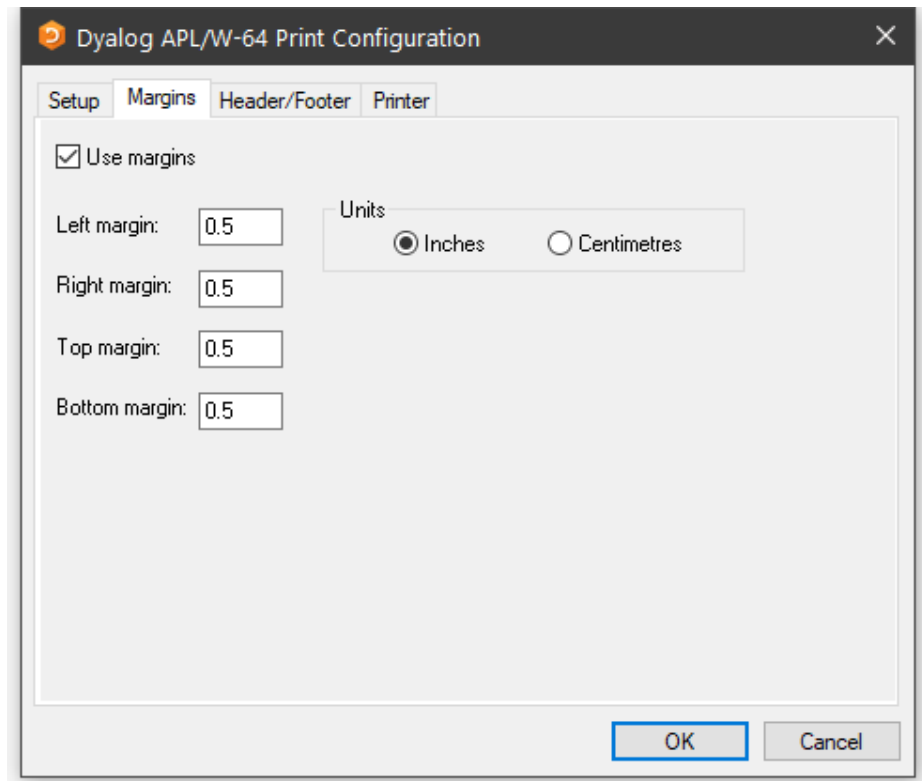 Dyalog APL/W-64 Print Configuration
Setup Margins Header/Footer Printer
Use margins
Units
Left margin: 0.5 Inches Centimetres
Right margin: 0.5
Top margin: 0.5
Bottom margin: 0.5
OK Cancel